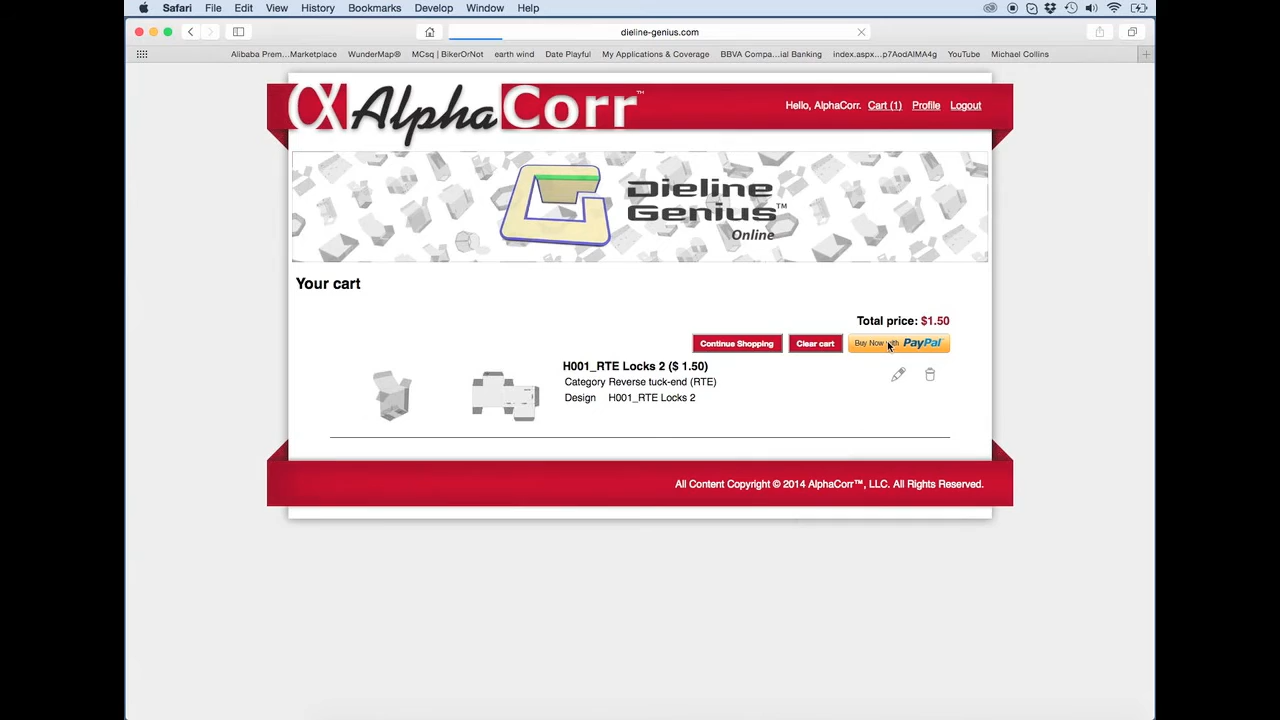 Safari File Edit View History Bookmarks Develop Window Help
dieline-genius.com
Alibaba Prem...Marketplace WunderMap® MCsq | BikerOrNot earth wind Date Playful My Applications & Coverage BBVA Compa...ial Banking index.aspx...p7AodAIMA4g YouTube Michael Collins
AlphaCorr™
Hello, AlphaCorr. Cart (1) Profile Logout
Dieline
Genius™
Online
Your cart
Total price: $1.50
Continue Shopping Clear cart Buy Now with PayPal
H001_RTE Locks 2 ($ 1.50)
Category Reverse tuck-end (RTE)
Design H001_RTE Locks 2
All Content Copyright © 2014 AlphaCorr™, LLC. All Rights Reserved.